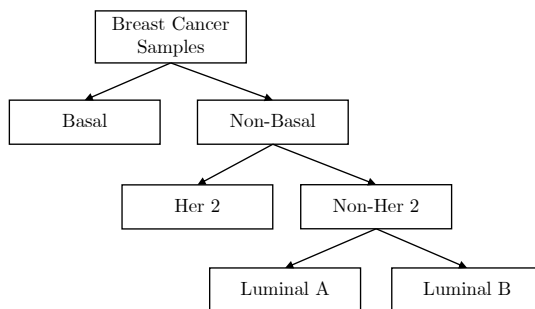 Breast Cancer
Samples
Basal
Non-Basal
Her 2
Non-Her 2
Luminal A
Luminal B